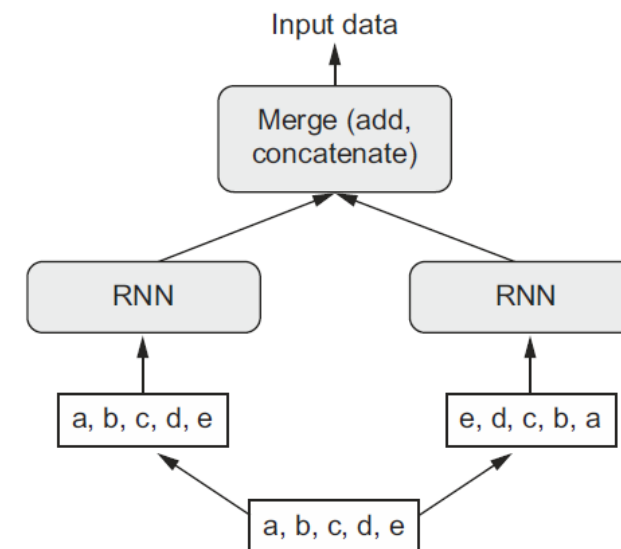 Input data
Merge (add,
concatenate)
RNN
RNN
a, b, c, d, e
e, d, c, b, a
a, b, c, d, e